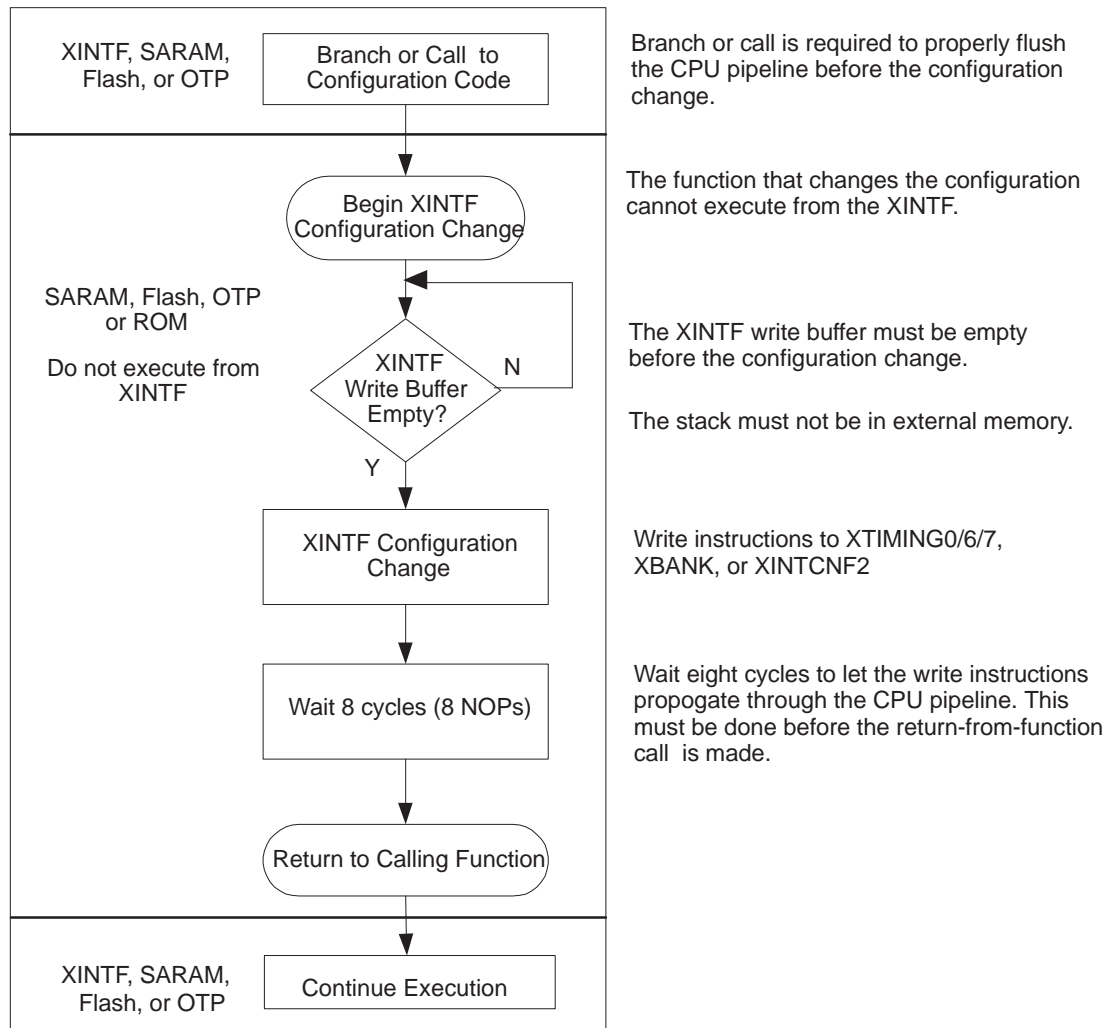 XINTF, SARAM,
Flash, or OTP
Branch or Call to
Configuration Code
Branch or call is required to properly flush
the CPU pipeline before the configuration
change.
Begin XINTF
Configuration Change
The function that changes the configuration
cannot execute from the XINTF.
SARAM, Flash, OTP
or ROM
Do not execute from
XINTF
XINTF
Write Buffer
Empty?
N
Y
The XINTF write buffer must be empty
before the configuration change.
The stack must not be in external memory.
XINTF Configuration
Change
Write instructions to XTIMING0/6/7,
XBANK, or XINTCNF2
Wait 8 cycles (8 NOPs)
Wait eight cycles to let the write instructions
propogate through the CPU pipeline. This
must be done before the return-from-function
call is made.
Return to Calling Function
XINTF, SARAM,
Flash, or OTP
Continue Execution